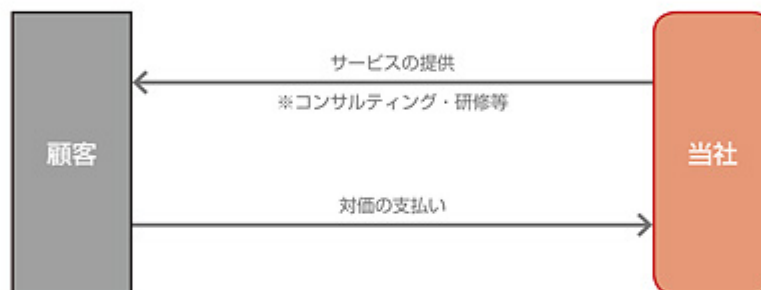 サービスの提供
※コンサルティング・研修等
顧客
当社
対価の支払い